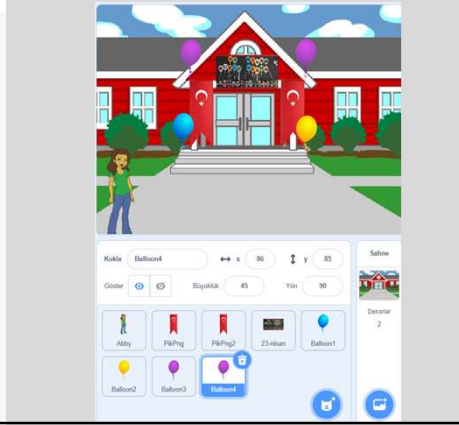 Kukla Balloon4 x 86 y 85
Sahne
Göster Büyüklük 45 Yön 90
Dekorlar
2
Abby PikPng PikPng2 23-nisan Balloon1
Balloon2 Balloon3 Balloon4